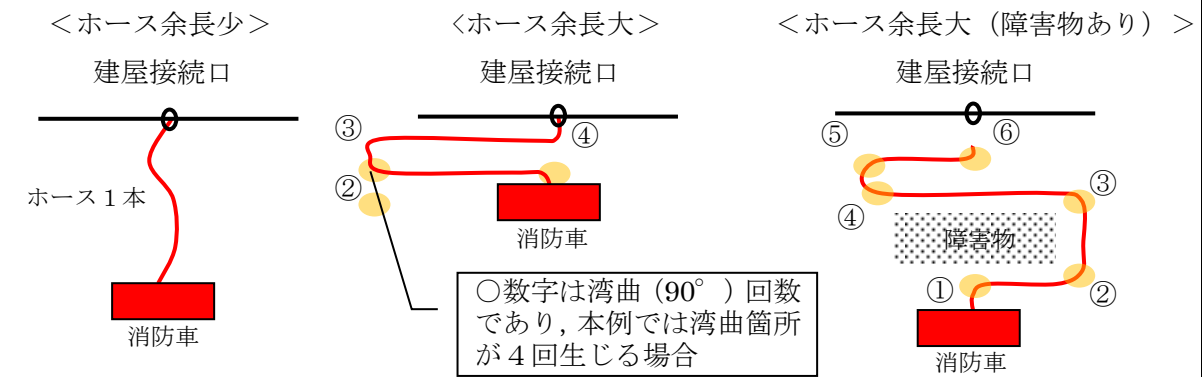 ＜ホース余長少＞
建屋接続口
ホース１本
消防車
＜ホース余長大＞
建屋接続口
③
④
②
消防車
○数字は湾曲（90°）回数
であり，本例では湾曲箇所
が４回生じる場合
＜ホース余長大（障害物あり）＞
建屋接続口
⑤
⑥
③
④
障害物
①
②
消防車